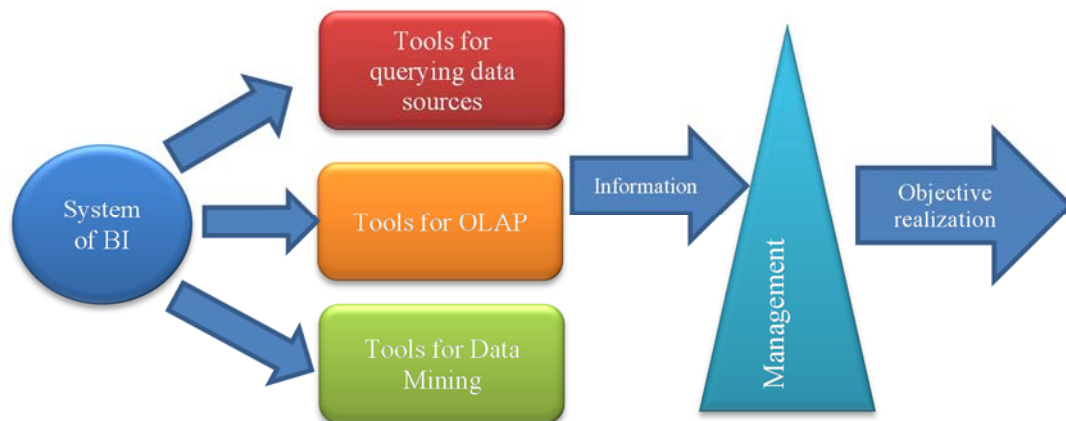 Tools for
querying data
sources
System
of BI
Tools for OLAP
Tools for Data
Mining
Information
Management
Objective
realization